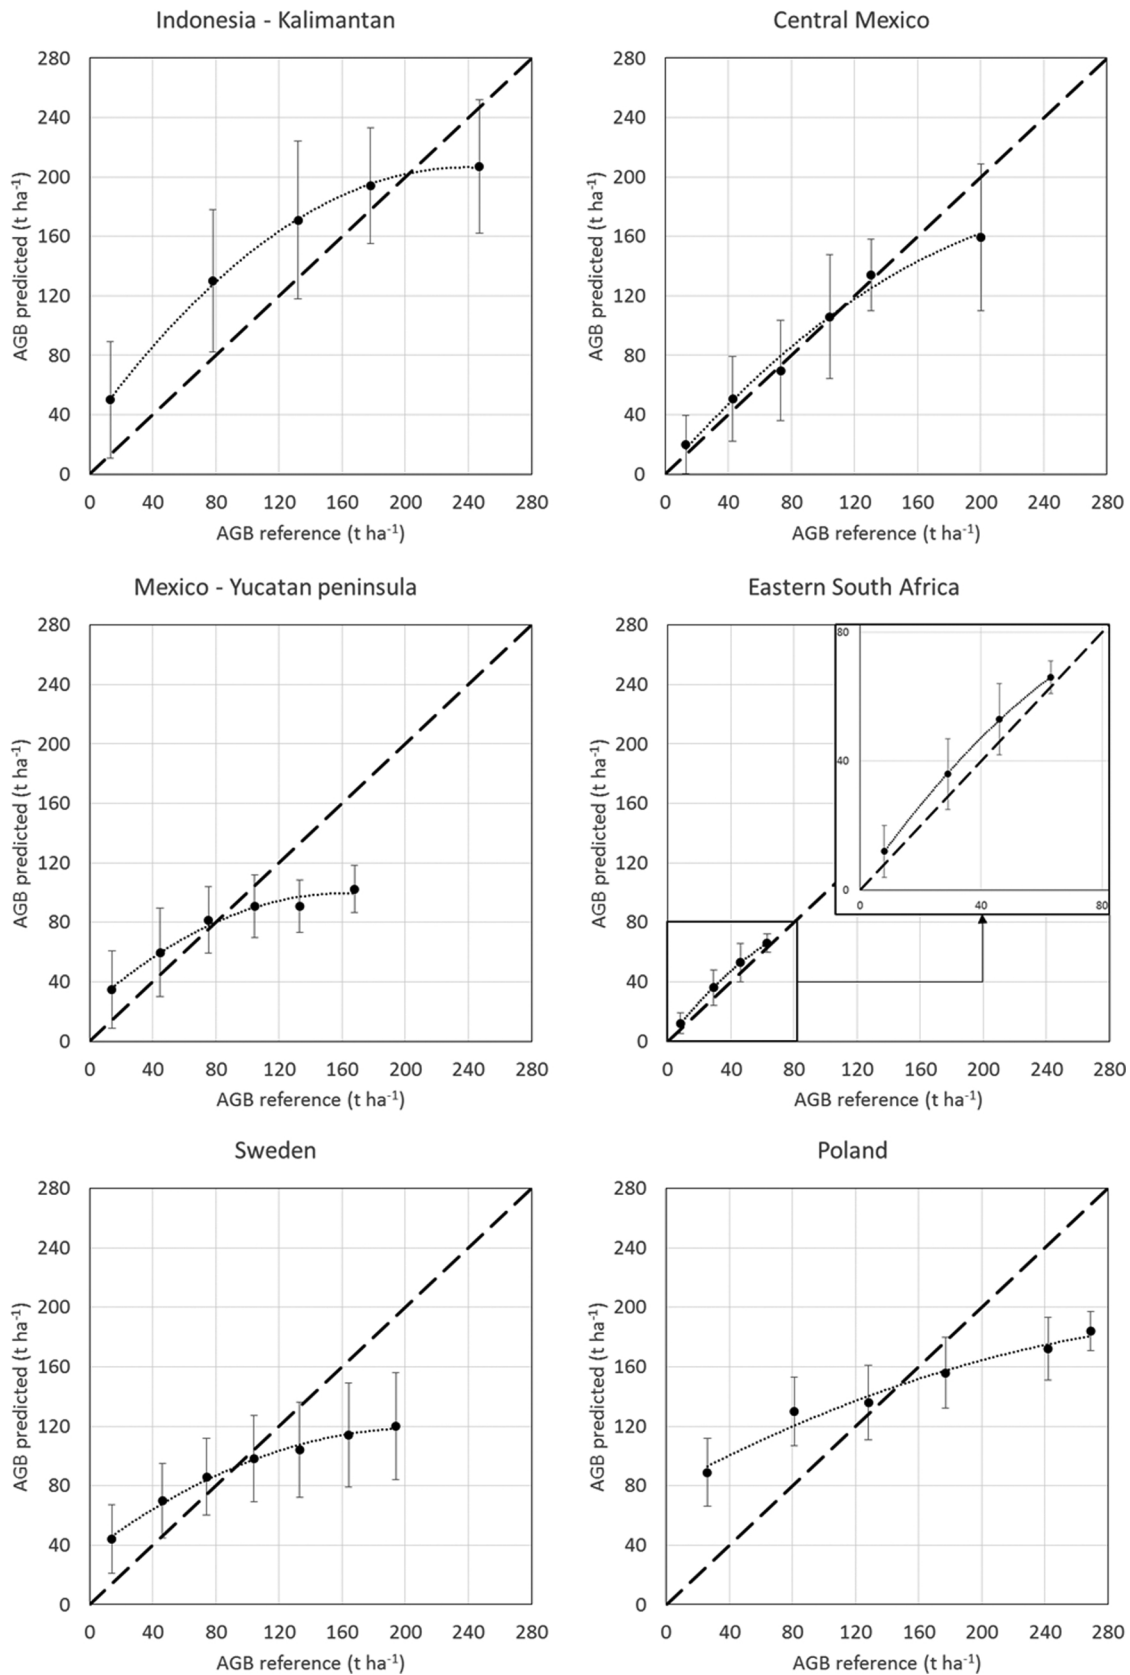 Indonesia - Kalimantan
280
240
200
160
120
80
40
0
0 40 80 120 160 200 240 280
AGB predicted (t ha⁻¹)
AGB reference (t ha⁻¹)
Central Mexico
280
240
200
160
120
80
40
0
0 40 80 120 160 200 240 280
AGB predicted (t ha⁻¹)
AGB reference (t ha⁻¹)
Mexico - Yucatan peninsula
280
240
200
160
120
80
40
0
0 40 80 120 160 200 240 280
AGB predicted (t ha⁻¹)
AGB reference (t ha⁻¹)
Eastern South Africa
280
240
200
160
120
80
40
0
0 40 80 120 160 200 240 280
AGB predicted (t ha⁻¹)
AGB reference (t ha⁻¹)
80
40
0
0 40 80
Sweden
280
240
200
160
120
80
40
0
0 40 80 120 160 200 240 280
AGB predicted (t ha⁻¹)
AGB reference (t ha⁻¹)
Poland
280
240
200
160
120
80
40
0
0 40 80 120 160 200 240 280
AGB predicted (t ha⁻¹)
AGB reference (t ha⁻¹)